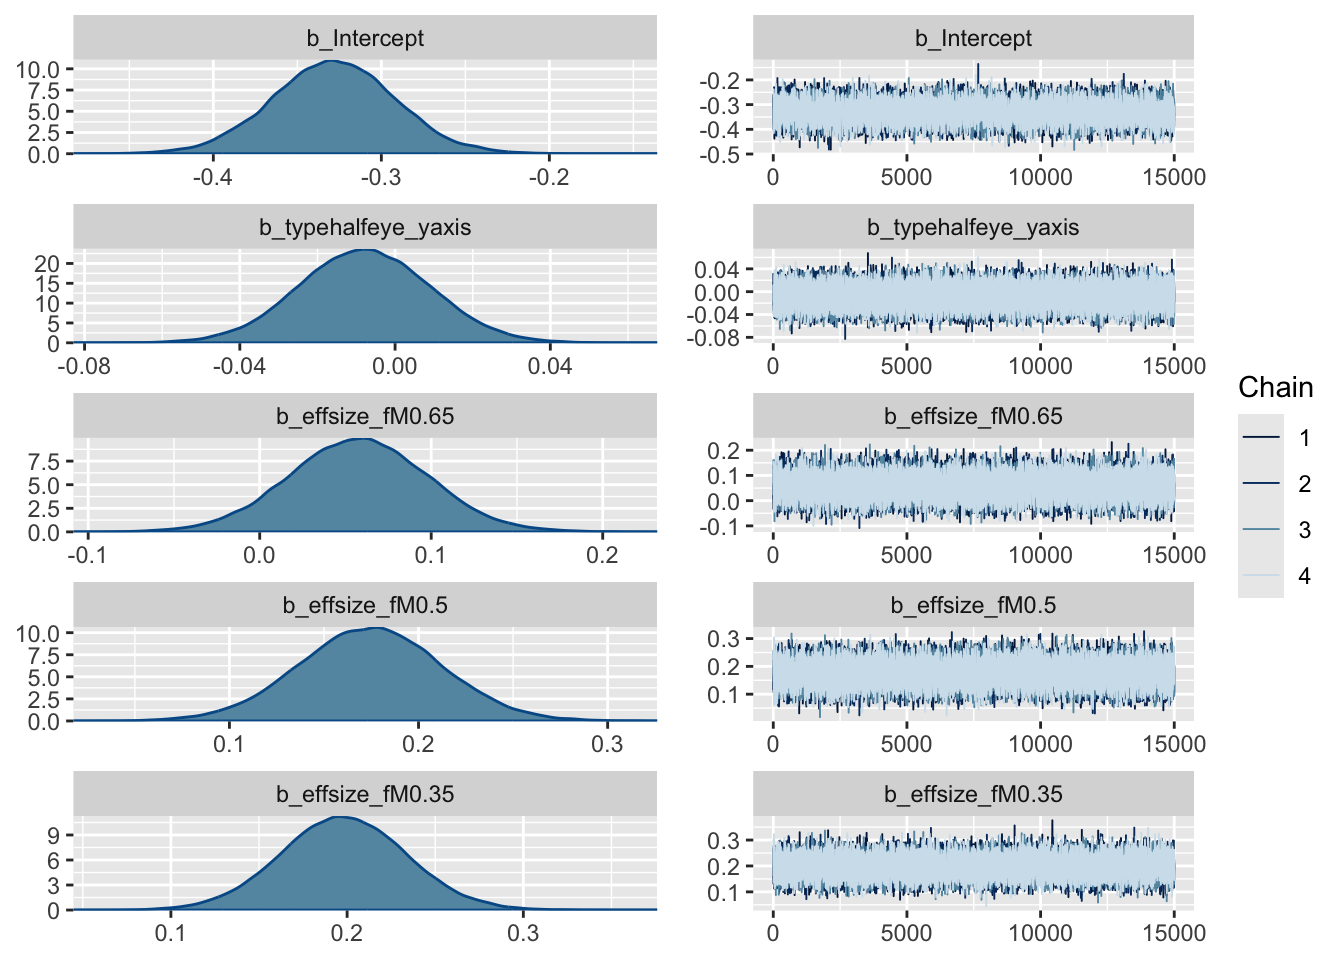 b_Intercept
10.0
7.5
5.0
2.5
0.0
-0.4 -0.3 -0.2
b_Intercept
-0.2
-0.3
-0.4
-0.5
0 5000 10000 15000
b_typehalfeye_yaxis
20
15
10
5
0
-0.08 -0.04 0.00 0.04
b_typehalfeye_yaxis
0.04
0.00
-0.04
-0.08
0 5000 10000 15000
b_effsize_fM0.65
7.5
5.0
2.5
0.0
-0.1 0.0 0.1 0.2
b_effsize_fM0.65
0.2
0.1
0.0
-0.1
0 5000 10000 15000
b_effsize_fM0.5
10.0
7.5
5.0
2.5
0.0
0.1 0.2 0.3
b_effsize_fM0.5
0.3
0.2
0.1
0 5000 10000 15000
b_effsize_fM0.35
9
6
3
0
0.1 0.2 0.3
b_effsize_fM0.35
0.3
0.2
0.1
0 5000 10000 15000
Chain
1
2
3
4